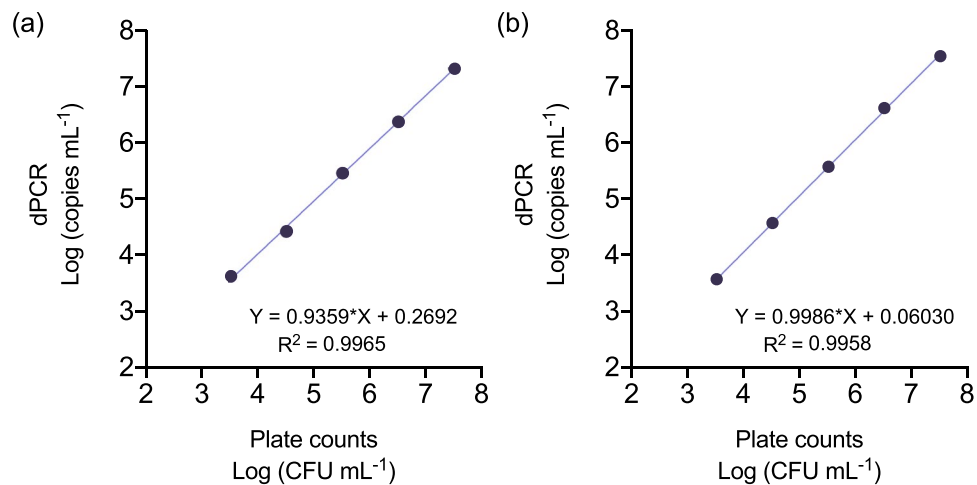 (a)
8
7
6
5
4
3
2
dPCR
Log (copies mL⁻¹)
Y = 0.9359*X + 0.2692
R² = 0.9965
2 3 4 5 6 7 8
Plate counts
Log (CFU mL⁻¹)
(b)
8
7
6
5
4
3
2
dPCR
Log (copies mL⁻¹)
Y = 0.9986*X + 0.06030
R² = 0.9958
2 3 4 5 6 7 8
Plate counts
Log (CFU mL⁻¹)